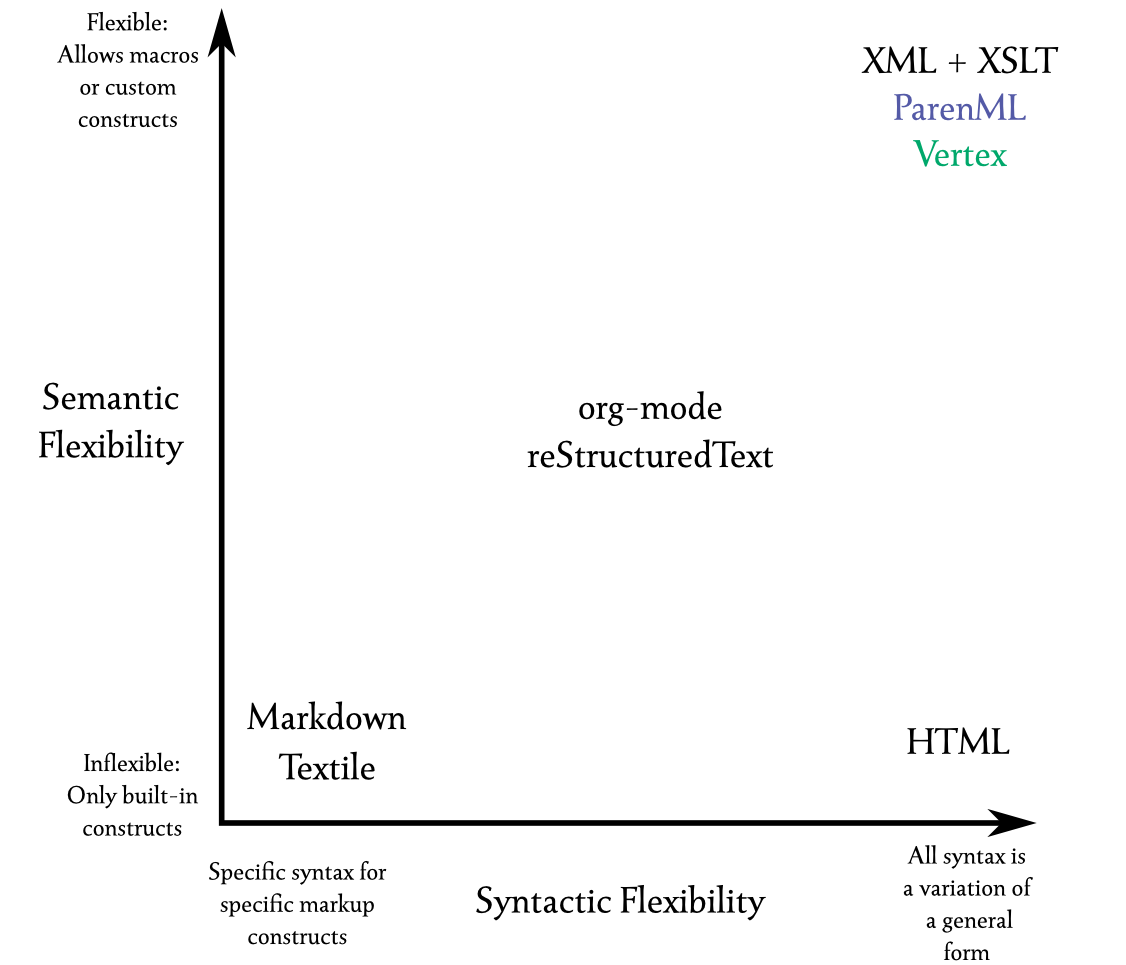 Flexible:
Allows macros
or custom
constructs
XML + XSLT
ParenML
Vertex
Semantic
Flexibility
org-mode
reStructuredText
Markdown
Textile
HTML
Inflexible:
Only built-in
constructs
Specific syntax for
specific markup
constructs
Syntactic Flexibility
All syntax is
a variation of
a general
form